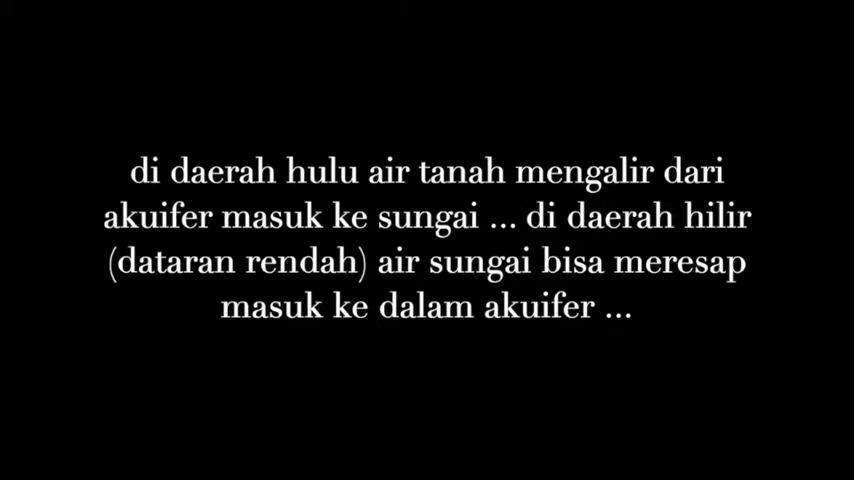 di daerah hulu air tanah mengalir dari
akuifer masuk ke sungai ... di daerah hilir
(dataran rendah) air sungai bisa meresap
masuk ke dalam akuifer ...